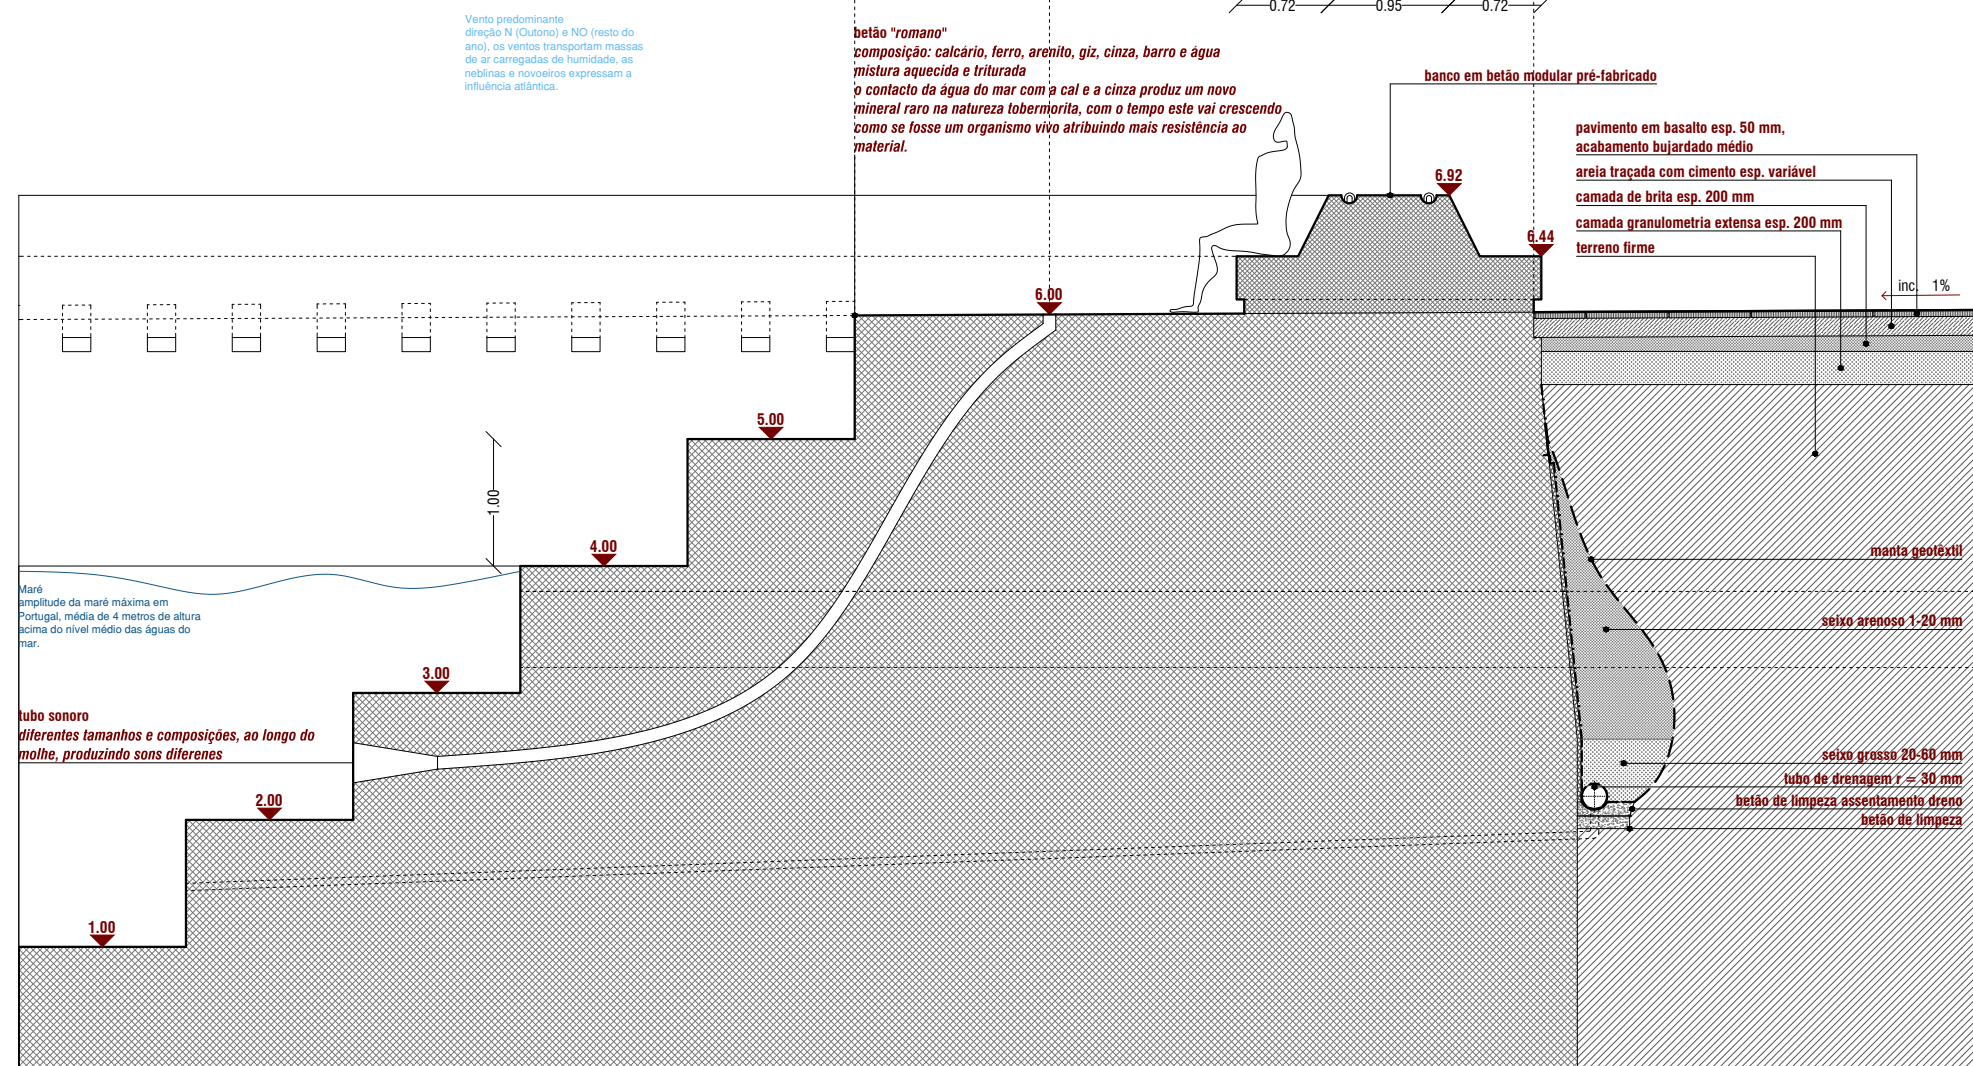 0.72
0.95
0.72
Vento predominante
direção N (Outono) e NO (resto do
ano), os ventos transportam massas
de ar carregadas de humidade, as
neblinas e novoeiros expressam a
influência atlântica.
betão "romano"
composição: calcário, ferro, arenito, giz, cinza, barro e água
mistura aquecida e triturada
o contacto da água do mar com a cal e a cinza produz um novo
mineral raro na natureza tobermorita, com o tempo este vai crescendo
como se fosse um organismo vivo atribuindo mais resistência ao
material.
banco em betão modular pré-fabricado
pavimento em basalto esp. 50 mm,
acabamento bujardado médio
areia traçada com cimento esp. variável
camada de brita esp. 200 mm
camada granulometria extensa esp. 200 mm
terreno firme
6.92
6.44
inc. 1%
6.00
5.00
1.00
4.00
Maré
amplitude da maré máxima em
Portugal, média de 4 metros de altura
acima do nível médio das águas do
mar.
manta geotêxtil
seixo arenoso 1-20 mm
3.00
tubo sonoro
diferentes tamanhos e composições, ao longo do
molhe, produzindo sons diferenes
seixo grosso 20-60 mm
tubo de drenagem r = 30 mm
betão de limpeza assentamento dreno
betão de limpeza
2.00
1.00